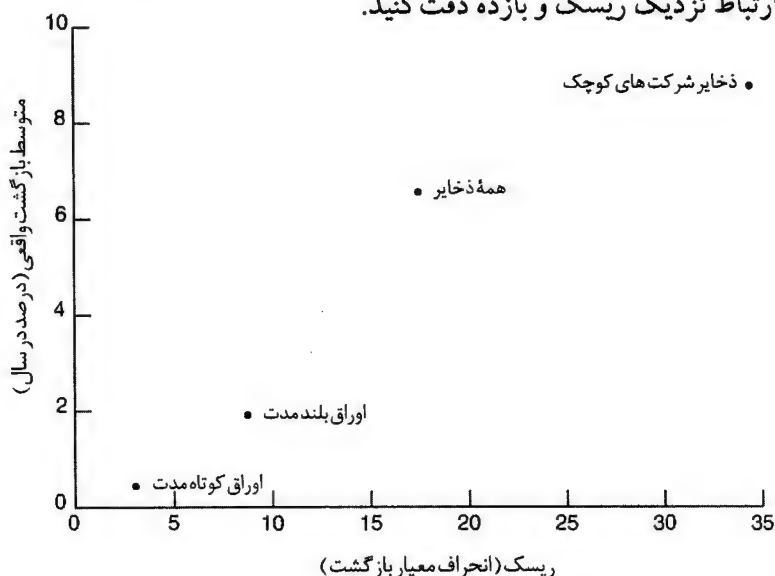 ارتباط نزدیک ریسک و بازده دقت کنید.
10
ذخایر شرکت‌های کوچک
8
همهٔ ذخایر
6
متوسط بازگشت واقعی (درصد در سال)
4
اوراق بلند مدت
2
اوراق کوتاه مدت
0
0 5 10 15 20 25 30 35
ریسک (انحراف معیار بازگشت)